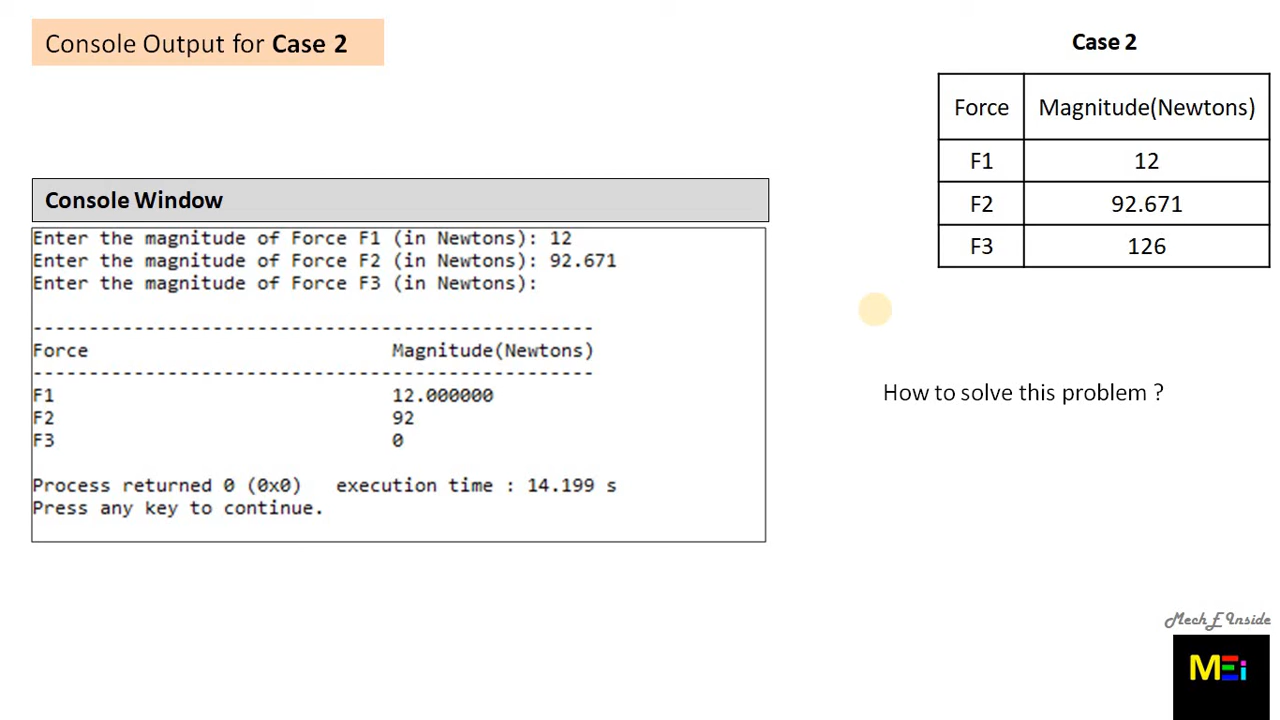 Console Output for Case 2
Case 2
Force Magnitude(Newtons)
F1 12
F2 92.671
F3 126
Console Window
Enter the magnitude of Force F1 (in Newtons): 12
Enter the magnitude of Force F2 (in Newtons): 92.671
Enter the magnitude of Force F3 (in Newtons):
--------------------------------------------------
Force Magnitude(Newtons)
--------------------------------------------------
F1 12.000000
F2 92
F3 0
Process returned 0 (0x0) execution time : 14.199 s
Press any key to continue.
How to solve this problem ?
Mech E Inside
MEi